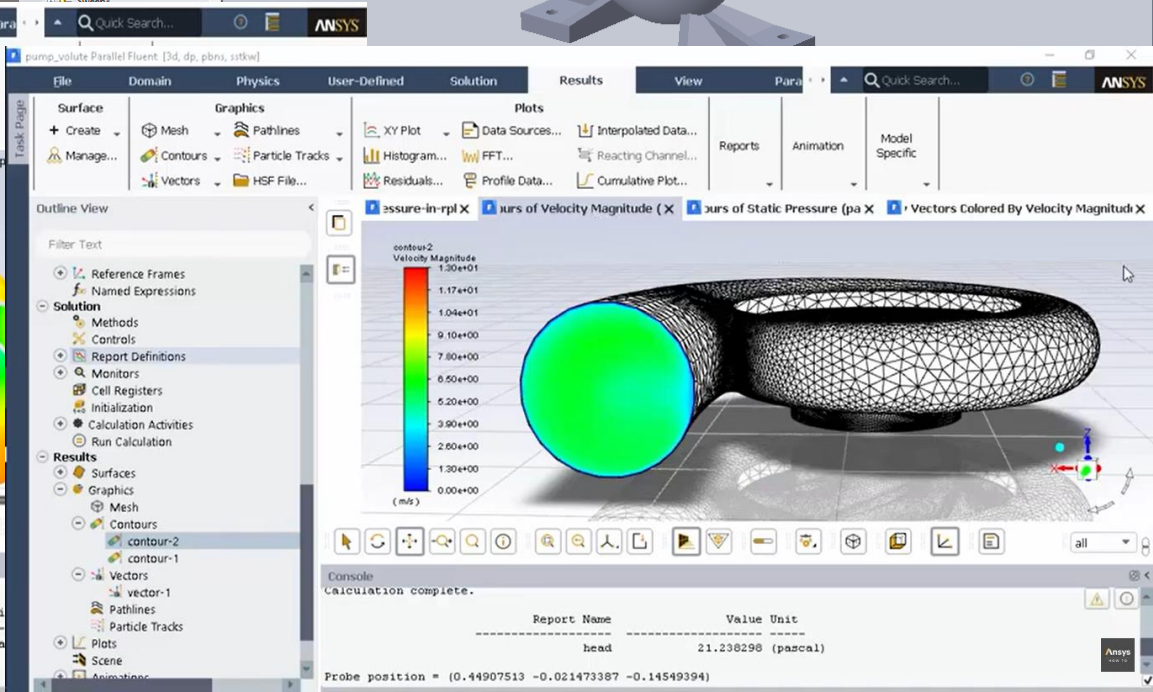 Quick Search...
ANSYS
pump_volute Parallel Fluent [3d, dp, pbns, sstkw]
File Domain Physics User-Defined Solution Results View Para Quick Search... ANSYS
Task Page
Surface
+ Create
Manage...
Graphics
Mesh Pathlines
Contours Particle Tracks
Vectors HSF File...
Plots
XY Plot Data Sources... Interpolated Data...
Histogram... FFT... Reacting Channel...
Residuals... Profile Data... Cumulative Plot...
Reports
Animation
Model
Specific
Outline View
Filter Text
Reference Frames
Named Expressions
Solution
Methods
Controls
Report Definitions
Monitors
Cell Registers
Initialization
Calculation Activities
Run Calculation
Results
Surfaces
Graphics
Mesh
Contours
contour-2
contour-1
Vectors
vector-1
Pathlines
Particle Tracks
Plots
Scene
Animations
essure-in-rpl X ours of Velocity Magnitude ( X ours of Static Pressure (pa X Vectors Colored By Velocity Magnitude X
contour-2
Velocity Magnitude
1.30e+01
1.17e+01
1.04e+01
9.10e+00
7.80e+00
6.50e+00
5.20e+00
3.90e+00
2.60e+00
1.30e+00
0.00e+00
(m/s)
Z
X
all
Console
Calculation complete.
Report Name Value Unit
------------------- ------------------- -----
head 21.238298 (pascal)
Probe position = (0.44907513 -0.021473387 -0.14549394)
Ansys
HOW TO